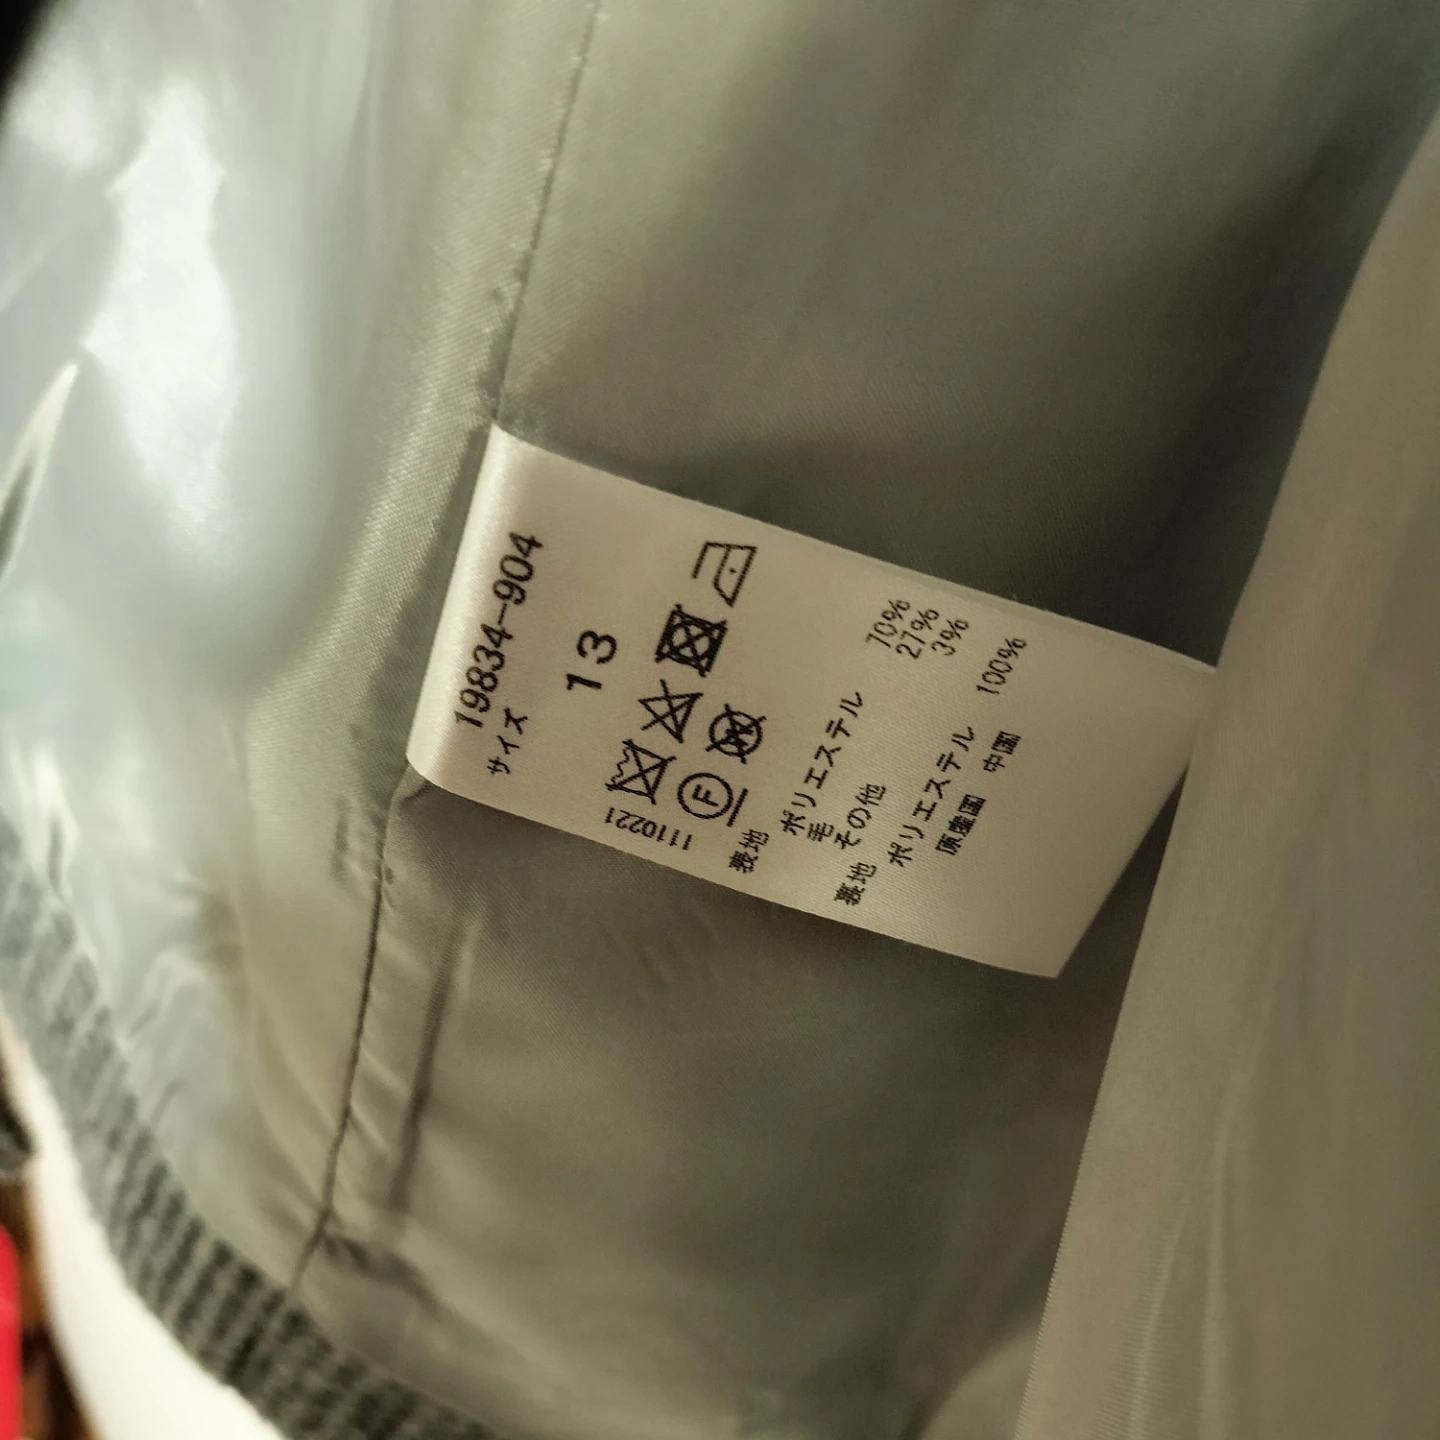 19834-904
サイズ
13
1110221
F
W
表地
ポリエステル 70%
毛 27%
その他 3%
裏地
ポリエステル 100%
原産国 中国